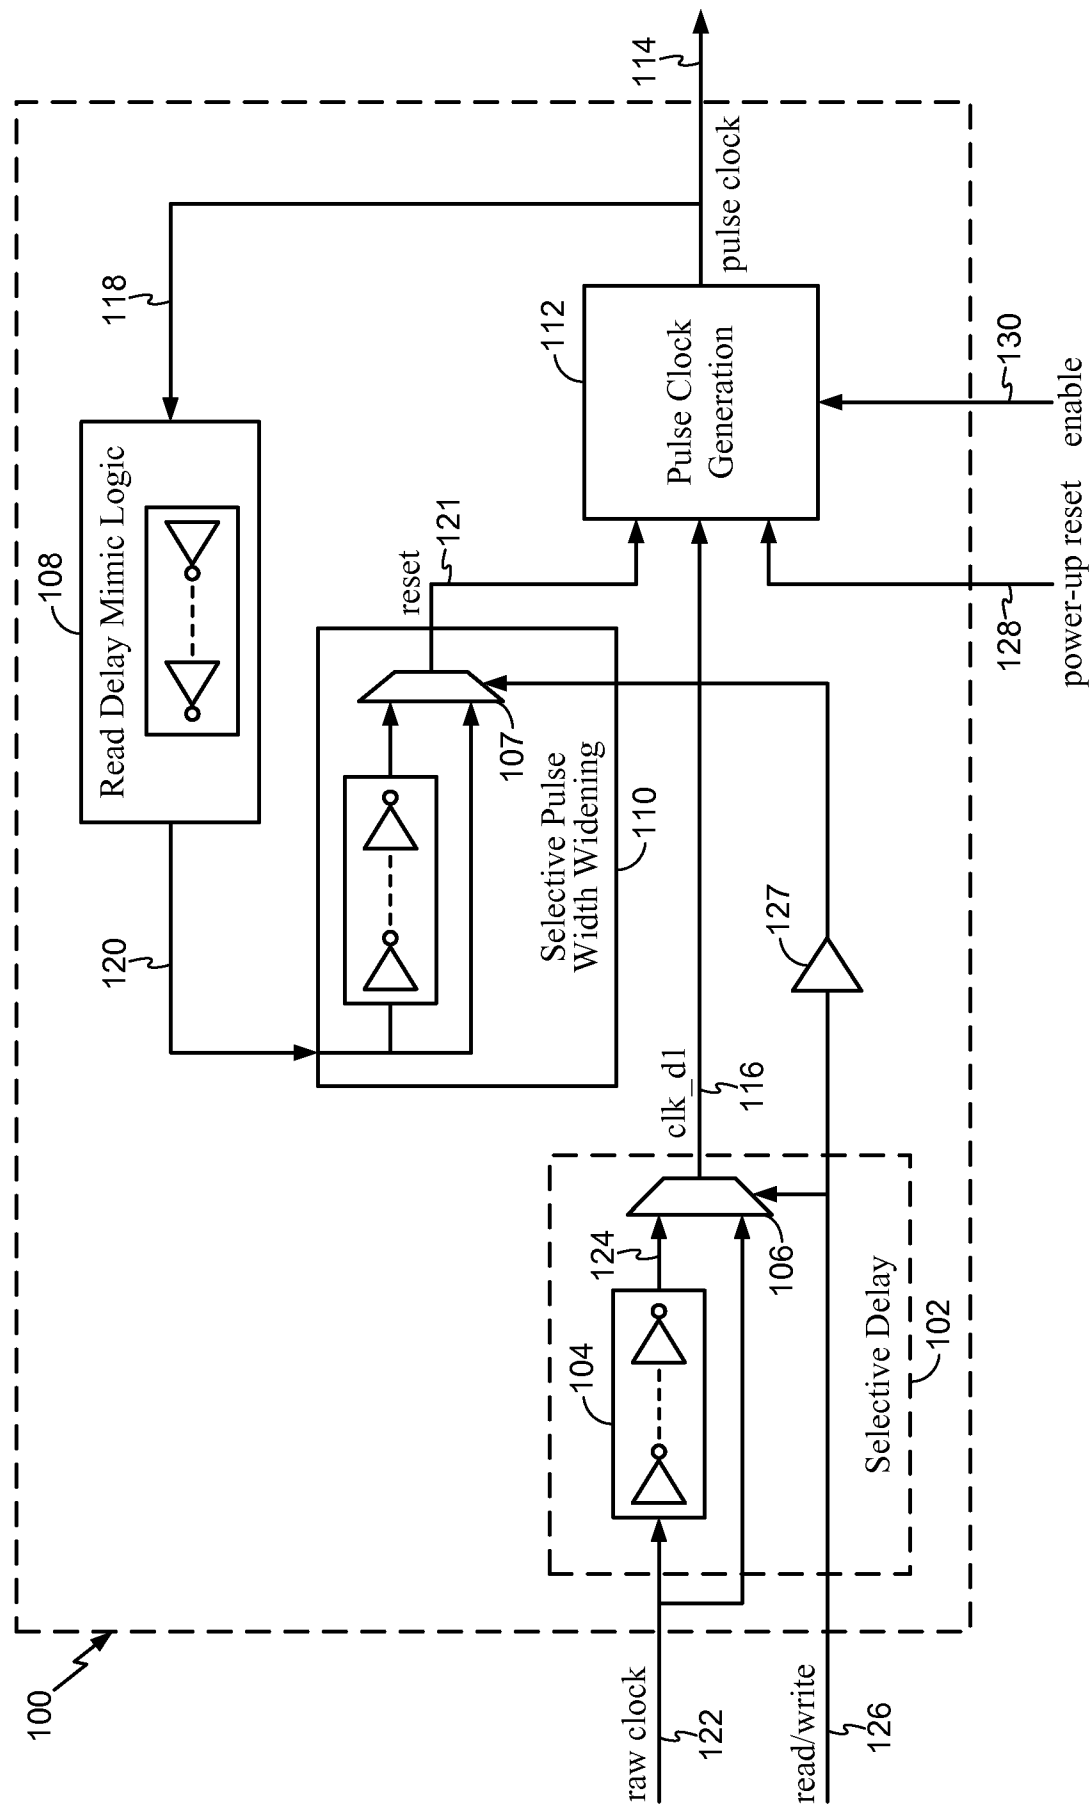 100
118
114
108
Read Delay Mimic Logic
pulse clock
120
112
Pulse Clock
Generation
reset
121
107
Selective Pulse
Width Widening
110
clk_d1
116
104
124
106
127
Selective Delay
102
raw clock
122
read/write
126
128
power-up reset
130
enable